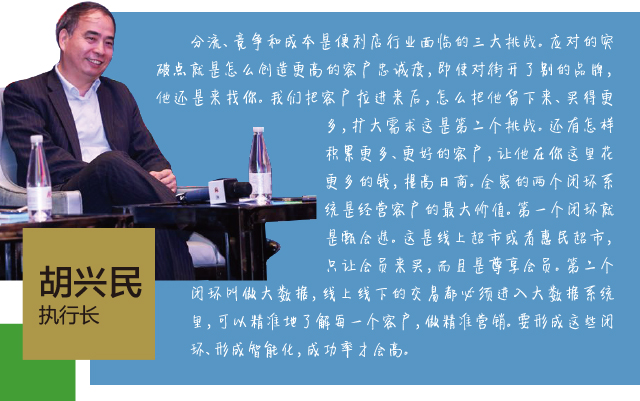 分流、竞争和成本是便利店行业面临的三大挑战。应对的突
破点就是怎么创造更高的客户忠诚度,即使对街开了别的品牌,
他还是来找你。我们把客户拉进来后,怎么把他留下来、买得更
多,扩大需求这是第二个挑战。还有怎样
积累更多、更好的客户,让他在你这里花
更多的钱,提高日商。全家的两个闭环系
统是经营客户的最大价值。第一个闭环就
是甄会选。这是线上超市或者惠民超市,
只让会员来买,而且是尊享会员。第二个
闭环叫做大数据,线上线下的交易都必须进入大数据系统
里,可以精准地了解每一个客户,做精准营销。要形成这些闭
环、形成智能化,成功率才会高。
胡兴民
执行长